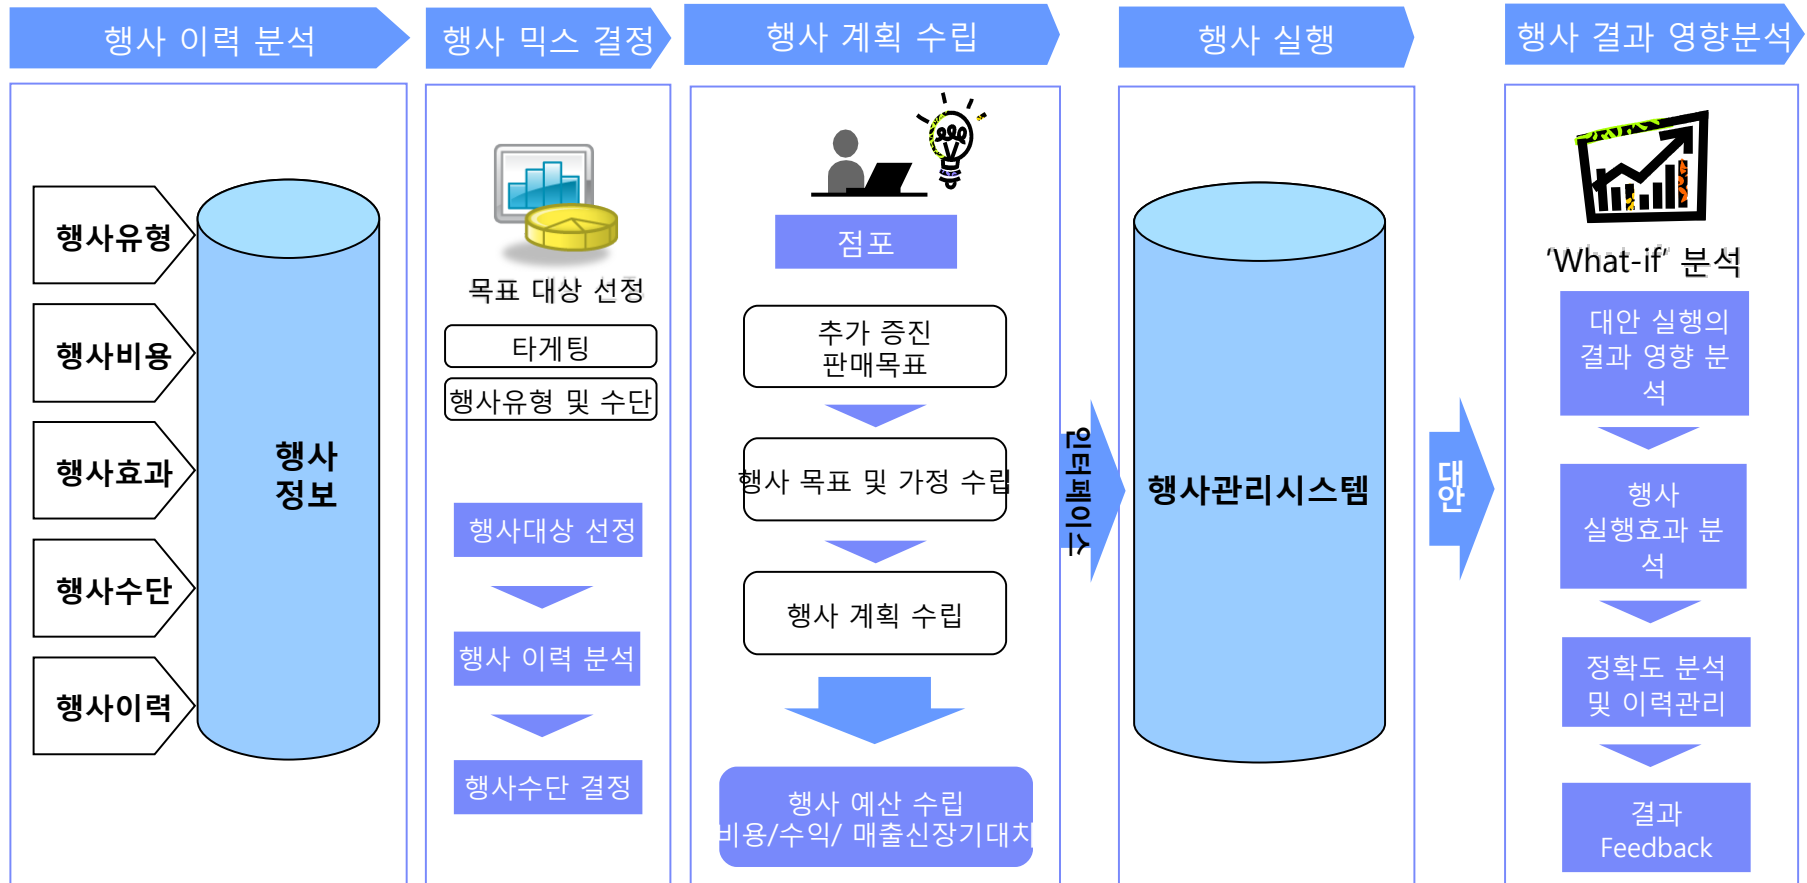 행사 이력 분석
행사 믹스 결정
행사 계획 수립
행사 실행
행사 결과 영향분석
행사유형
행사비용
행사효과
행사수단
행사이력
행사
정보
목표 대상 선정
타게팅
행사유형 및 수단
행사대상 선정
행사 이력 분석
행사수단 결정
점포
추가 증진
판매목표
행사 목표 및 가정 수립
행사 계획 수립
행사 예산 수립
비용/수익/ 매출신장기대치
인터페이스
행사관리시스템
대안
'What-if' 분석
대안 실행의
결과 영향 분
석
행사
실행효과 분
석
정확도 분석
및 이력관리
결과
Feedback